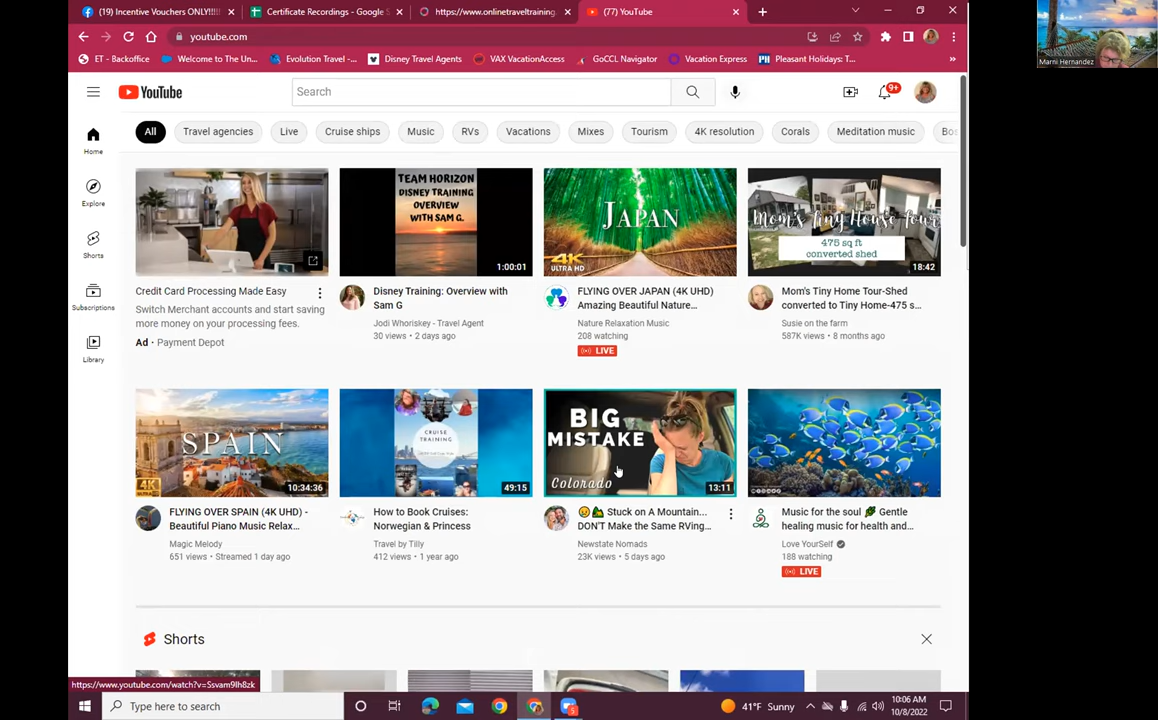 (19) Incentive Vouchers ONLY!!!!
Certificate Recordings - Google S
https://www.onlinetraveltraining.
(77) YouTube
youtube.com
ET - Backoffice
Welcome to The Un...
Evolution Travel -...
Disney Travel Agents
VAX VacationAccess
GoCCL Navigator
Vacation Express
Pleasant Holidays: T...
Marni Hernandez
YouTube
Search
9+
All
Travel agencies
Live
Cruise ships
Music
RVs
Vacations
Mixes
Tourism
4K resolution
Corals
Meditation music
Bos
Home
Explore
Shorts
Subscriptions
Library
TEAM HORIZON
DISNEY TRAINING
OVERVIEW
WITH SAM G.
1:00:01
JAPAN
4K
ULTRA HD
Mom's Tiny House Tour
475 sq ft
converted shed
18:42
Credit Card Processing Made Easy
Switch Merchant accounts and start saving
more money on your processing fees.
Ad · Payment Depot
Disney Training: Overview with
Sam G
Jodi Whoriskey - Travel Agent
30 views • 2 days ago
FLYING OVER JAPAN (4K UHD)
Amazing Beautiful Nature...
Nature Relaxation Music
208 watching
LIVE
Mom's Tiny Home Tour-Shed
converted to Tiny Home-475 s...
Susie on the farm
587K views • 8 months ago
SPAIN
4K
10:34:36
CRUISE
TRAINING
49:15
BIG
MISTAKE
Colorado
13:11
FLYING OVER SPAIN (4K UHD) -
Beautiful Piano Music Relax...
Magic Melody
651 views • Streamed 1 day ago
How to Book Cruises:
Norwegian & Princess
Travel by Tilly
412 views • 1 year ago
Stuck on A Mountain...
DON'T Make the Same RVing...
Newstate Nomads
23K views • 5 days ago
Music for the soul Gentle
healing music for health and...
Love YourSelf
188 watching
LIVE
Shorts
https://www.youtube.com/watch?v=Ssvam9Ih8zk
Type here to search
41°F Sunny
10:06 AM
10/8/2022